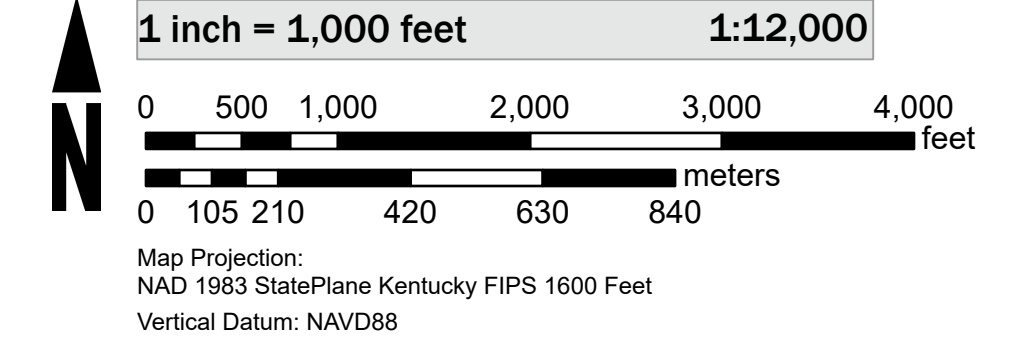 1 inch = 1,000 feet 1:12,000
0 500 1,000 2,000 3,000 4,000
feet
N
meters
0 105 210 420 630 840
Map Projection:
NAD 1983 StatePlane Kentucky FIPS 1600 Feet
Vertical Datum: NAVD88